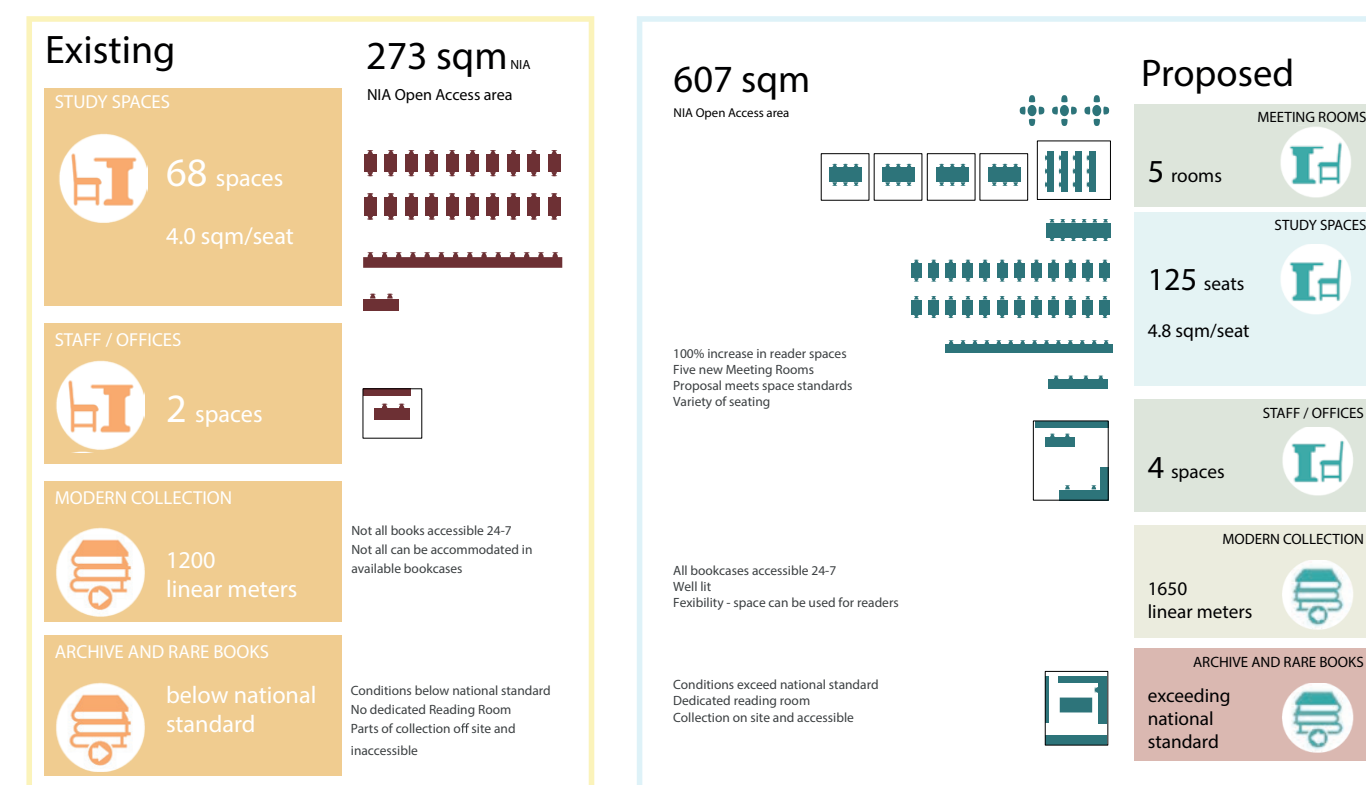 Existing
273 sqm NIA
NIA Open Access area
STUDY SPACES
68 spaces
4.0 sqm/seat
STAFF / OFFICES
2 spaces
MODERN COLLECTION
1200
linear meters
Not all books accessible 24-7
Not all can be accommodated in
available bookcases
ARCHIVE AND RARE BOOKS
below national
standard
Conditions below national standard
No dedicated Reading Room
Parts of collection off site and
inaccessible
607 sqm
NIA Open Access area
Proposed
MEETING ROOMS
5 rooms
STUDY SPACES
125 seats
4.8 sqm/seat
100% increase in reader spaces
Five new Meeting Rooms
Proposal meets space standards
Variety of seating
STAFF / OFFICES
4 spaces
MODERN COLLECTION
1650
linear meters
All bookcases accessible 24-7
Well lit
Fexibility - space can be used for readers
ARCHIVE AND RARE BOOKS
exceeding
national
standard
Conditions exceed national standard
Dedicated reading room
Collection on site and accessible